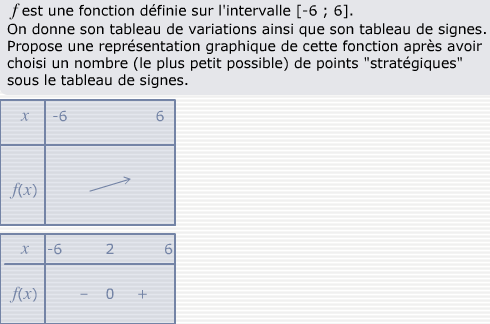 f est une fonction définie sur l'intervalle [-6 ; 6].
On donne son tableau de variations ainsi que son tableau de signes.
Propose une représentation graphique de cette fonction après avoir
choisi un nombre (le plus petit possible) de points "stratégiques"
sous le tableau de signes.
x -6 6
f(x)
x -6 2 6
f(x) - 0 +